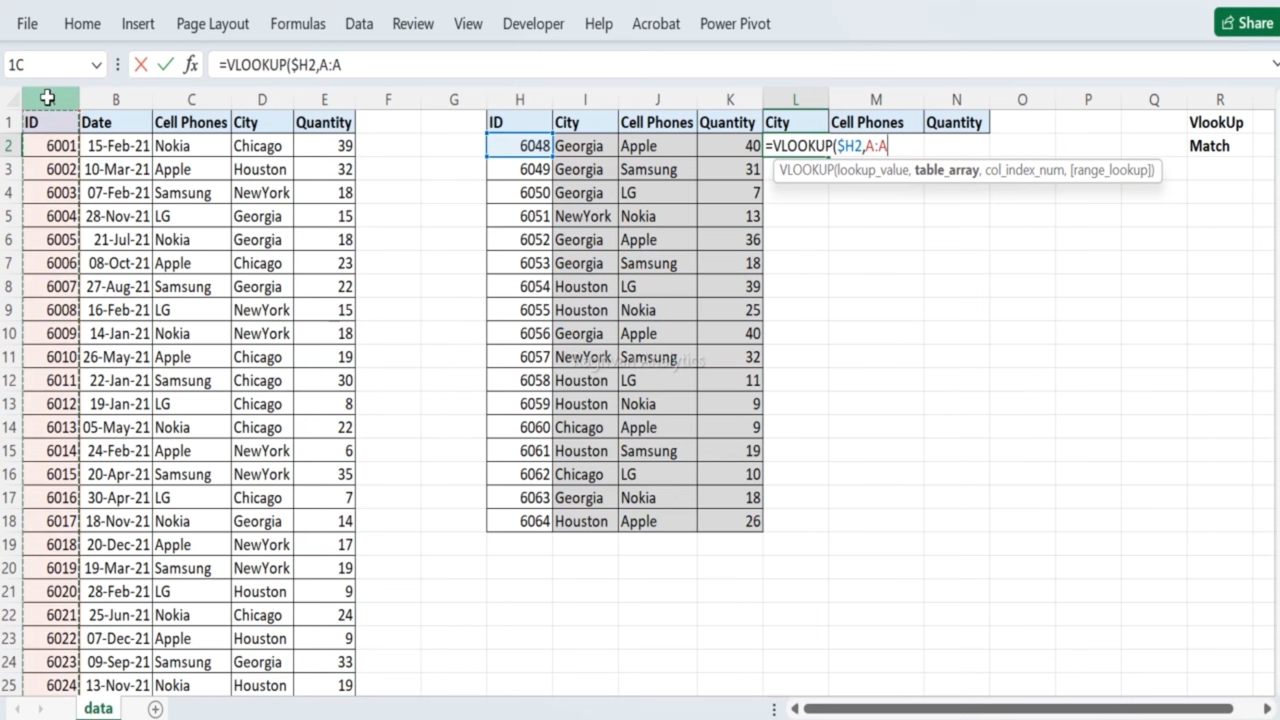 File Home Insert Page Layout Formulas Data Review View Developer Help Acrobat Power Pivot Share
1C fx =VLOOKUP($H2,A:A
B C D E F G H I J K L M N O P Q R
1 ID Date Cell Phones City Quantity ID City Cell Phones Quantity City Cell Phones Quantity VlookUp
2 6001 15-Feb-21 Nokia Chicago 39 6048 Georgia Apple 40 =VLOOKUP($H2,A:A Match
VLOOKUP(lookup_value, table_array, col_index_num, [range_lookup])
3 6002 10-Mar-21 Apple Houston 32 6049 Georgia Samsung 31
4 6003 07-Feb-21 Samsung NewYork 18 6050 Georgia LG 7
5 6004 28-Nov-21 LG Georgia 15 6051 NewYork Nokia 13
6 6005 21-Jul-21 Nokia Georgia 18 6052 Georgia Apple 36
7 6006 08-Oct-21 Apple Chicago 23 6053 Georgia Samsung 18
8 6007 27-Aug-21 Samsung Georgia 22 6054 Houston LG 39
9 6008 16-Feb-21 LG NewYork 15 6055 Houston Nokia 25
10 6009 14-Jan-21 Nokia NewYork 18 6056 Georgia Apple 40
11 6010 26-May-21 Apple Chicago 19 6057 NewYork Samsung 32
12 6011 22-Jan-21 Samsung Chicago 30 6058 Houston LG 11
13 6012 19-Jan-21 LG Chicago 8 6059 Houston Nokia 9
14 6013 05-May-21 Nokia Chicago 22 6060 Chicago Apple 9
15 6014 24-Feb-21 Apple NewYork 6 6061 Houston Samsung 19
16 6015 20-Apr-21 Samsung NewYork 35 6062 Chicago LG 10
17 6016 30-Apr-21 LG Chicago 7 6063 Georgia Nokia 18
18 6017 18-Nov-21 Nokia Georgia 14 6064 Houston Apple 26
19 6018 20-Dec-21 Apple NewYork 17
20 6019 19-Mar-21 Samsung NewYork 19
21 6020 28-Feb-21 LG Houston 9
22 6021 25-Jun-21 Nokia Chicago 24
23 6022 07-Dec-21 Apple Houston 9
24 6023 09-Sep-21 Samsung Georgia 33
25 6024 13-Nov-21 Nokia Houston 19
data